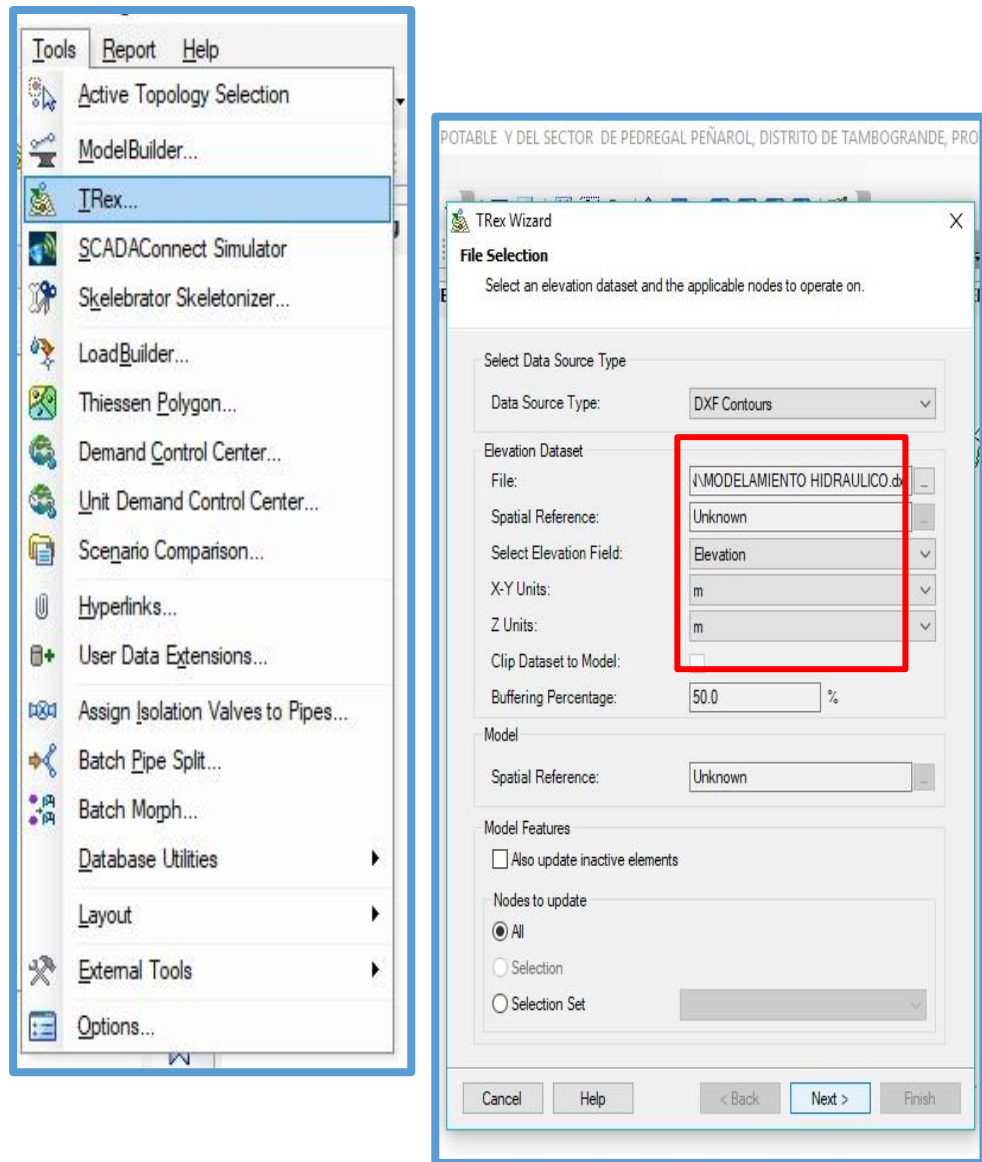 Tools Report Help
Active Topology Selection
ModelBuilder...
TRex...
SCADAConnect Simulator
Skelebrator Skeletonizer...
LoadBuilder...
Thiessen Polygon...
Demand Control Center...
Unit Demand Control Center...
Scenario Comparison...
Hyperlinks...
User Data Extensions...
Assign Isolation Valves to Pipes...
Batch Pipe Split...
Batch Morph...
Database Utilities
Layout
External Tools
Options...
POTABLE Y DEL SECTOR DE PEDREGAL PEÑAROL, DISTRITO DE TAMBOGRANDE, PRO
TRex Wizard
File Selection
Select an elevation dataset and the applicable nodes to operate on.
Select Data Source Type
Data Source Type: DXF Contours
Elevation Dataset
File: \MODELAMIENTO HIDRAULICO.dx ...
Spatial Reference: Unknown ...
Select Elevation Field: Elevation
X-Y Units: m
Z Units: m
Clip Dataset to Model:
Buffering Percentage: 50.0 %
Model
Spatial Reference: Unknown ...
Model Features
Also update inactive elements
Nodes to update
All
Selection
Selection Set
Cancel Help < Back Next > Finish